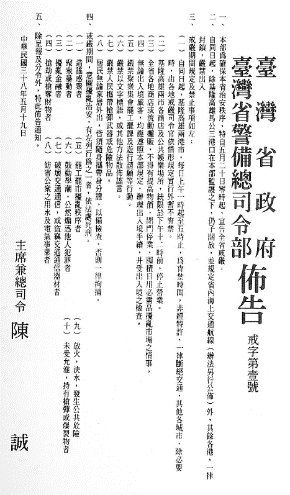 臺灣省政府
臺灣省警備總司令部
佈告
戒字第壹號
一、本部為確保本省治安秩序,特自五月二十日零時起,宣告全省戒嚴。
二、自同日起,除基隆高雄馬公三港口在本部監護之下,仍予開放,並規定省內海上交通航線(辦法另行公佈)外,其餘各港,一律
封鎖,嚴禁出入。
三、戒嚴期間規定及禁止事項如左:
(一)自同日起,基隆高雄兩港市,每日上午一時起至五時止,為宵禁時間,非經特許,一律斷絕交通,其他各城市,除必要
時,由各地戒嚴司令官依情形規定實行外,暫不宵禁。
(二)基隆高雄兩市各商店及公共娛樂場所,統限於下午十二時前,停止營業。
(三)全省各地商店或流動攤販,不得有抬高物價,閉門停業,囤積日用必需品擾亂市場之情事。
(四)無論出入境旅客,均應依照本部規定,辦理出入境手續,並受出入境之檢查。
(五)嚴禁聚眾集會罷工罷課及遊行請願等行動。
(六)嚴禁以文字標語,或其他方法散佈謠言。
(七)嚴禁人民攜帶槍彈武器或危險物品。
(八)居民無論家居外出,皆須隨身攜帶身份證,以備檢查,否則一律拘捕。
四、戒嚴期間,意圖擾亂治安,有左列行為之一者,依法處死刑。
(一)造謠惑眾者
(二)聚眾暴動者
(三)擾亂金融者
(四)搶劫或搶奪財物者
(五)罷工罷市擾亂秩序者
(六)鼓動學潮,公然煽惑他人犯罪者
(七)破壞交通通信,或盜竊交通通信器材者
(八)妨害公眾之用水及電氣事業者
(九)放火,決水,發生公共危險者
(十)未受允准,持有槍彈或爆裂物者
五、除呈報及分令外,特此佈告通知。
中華民國三十八年五月十九日
主席兼總司令 陳 誠